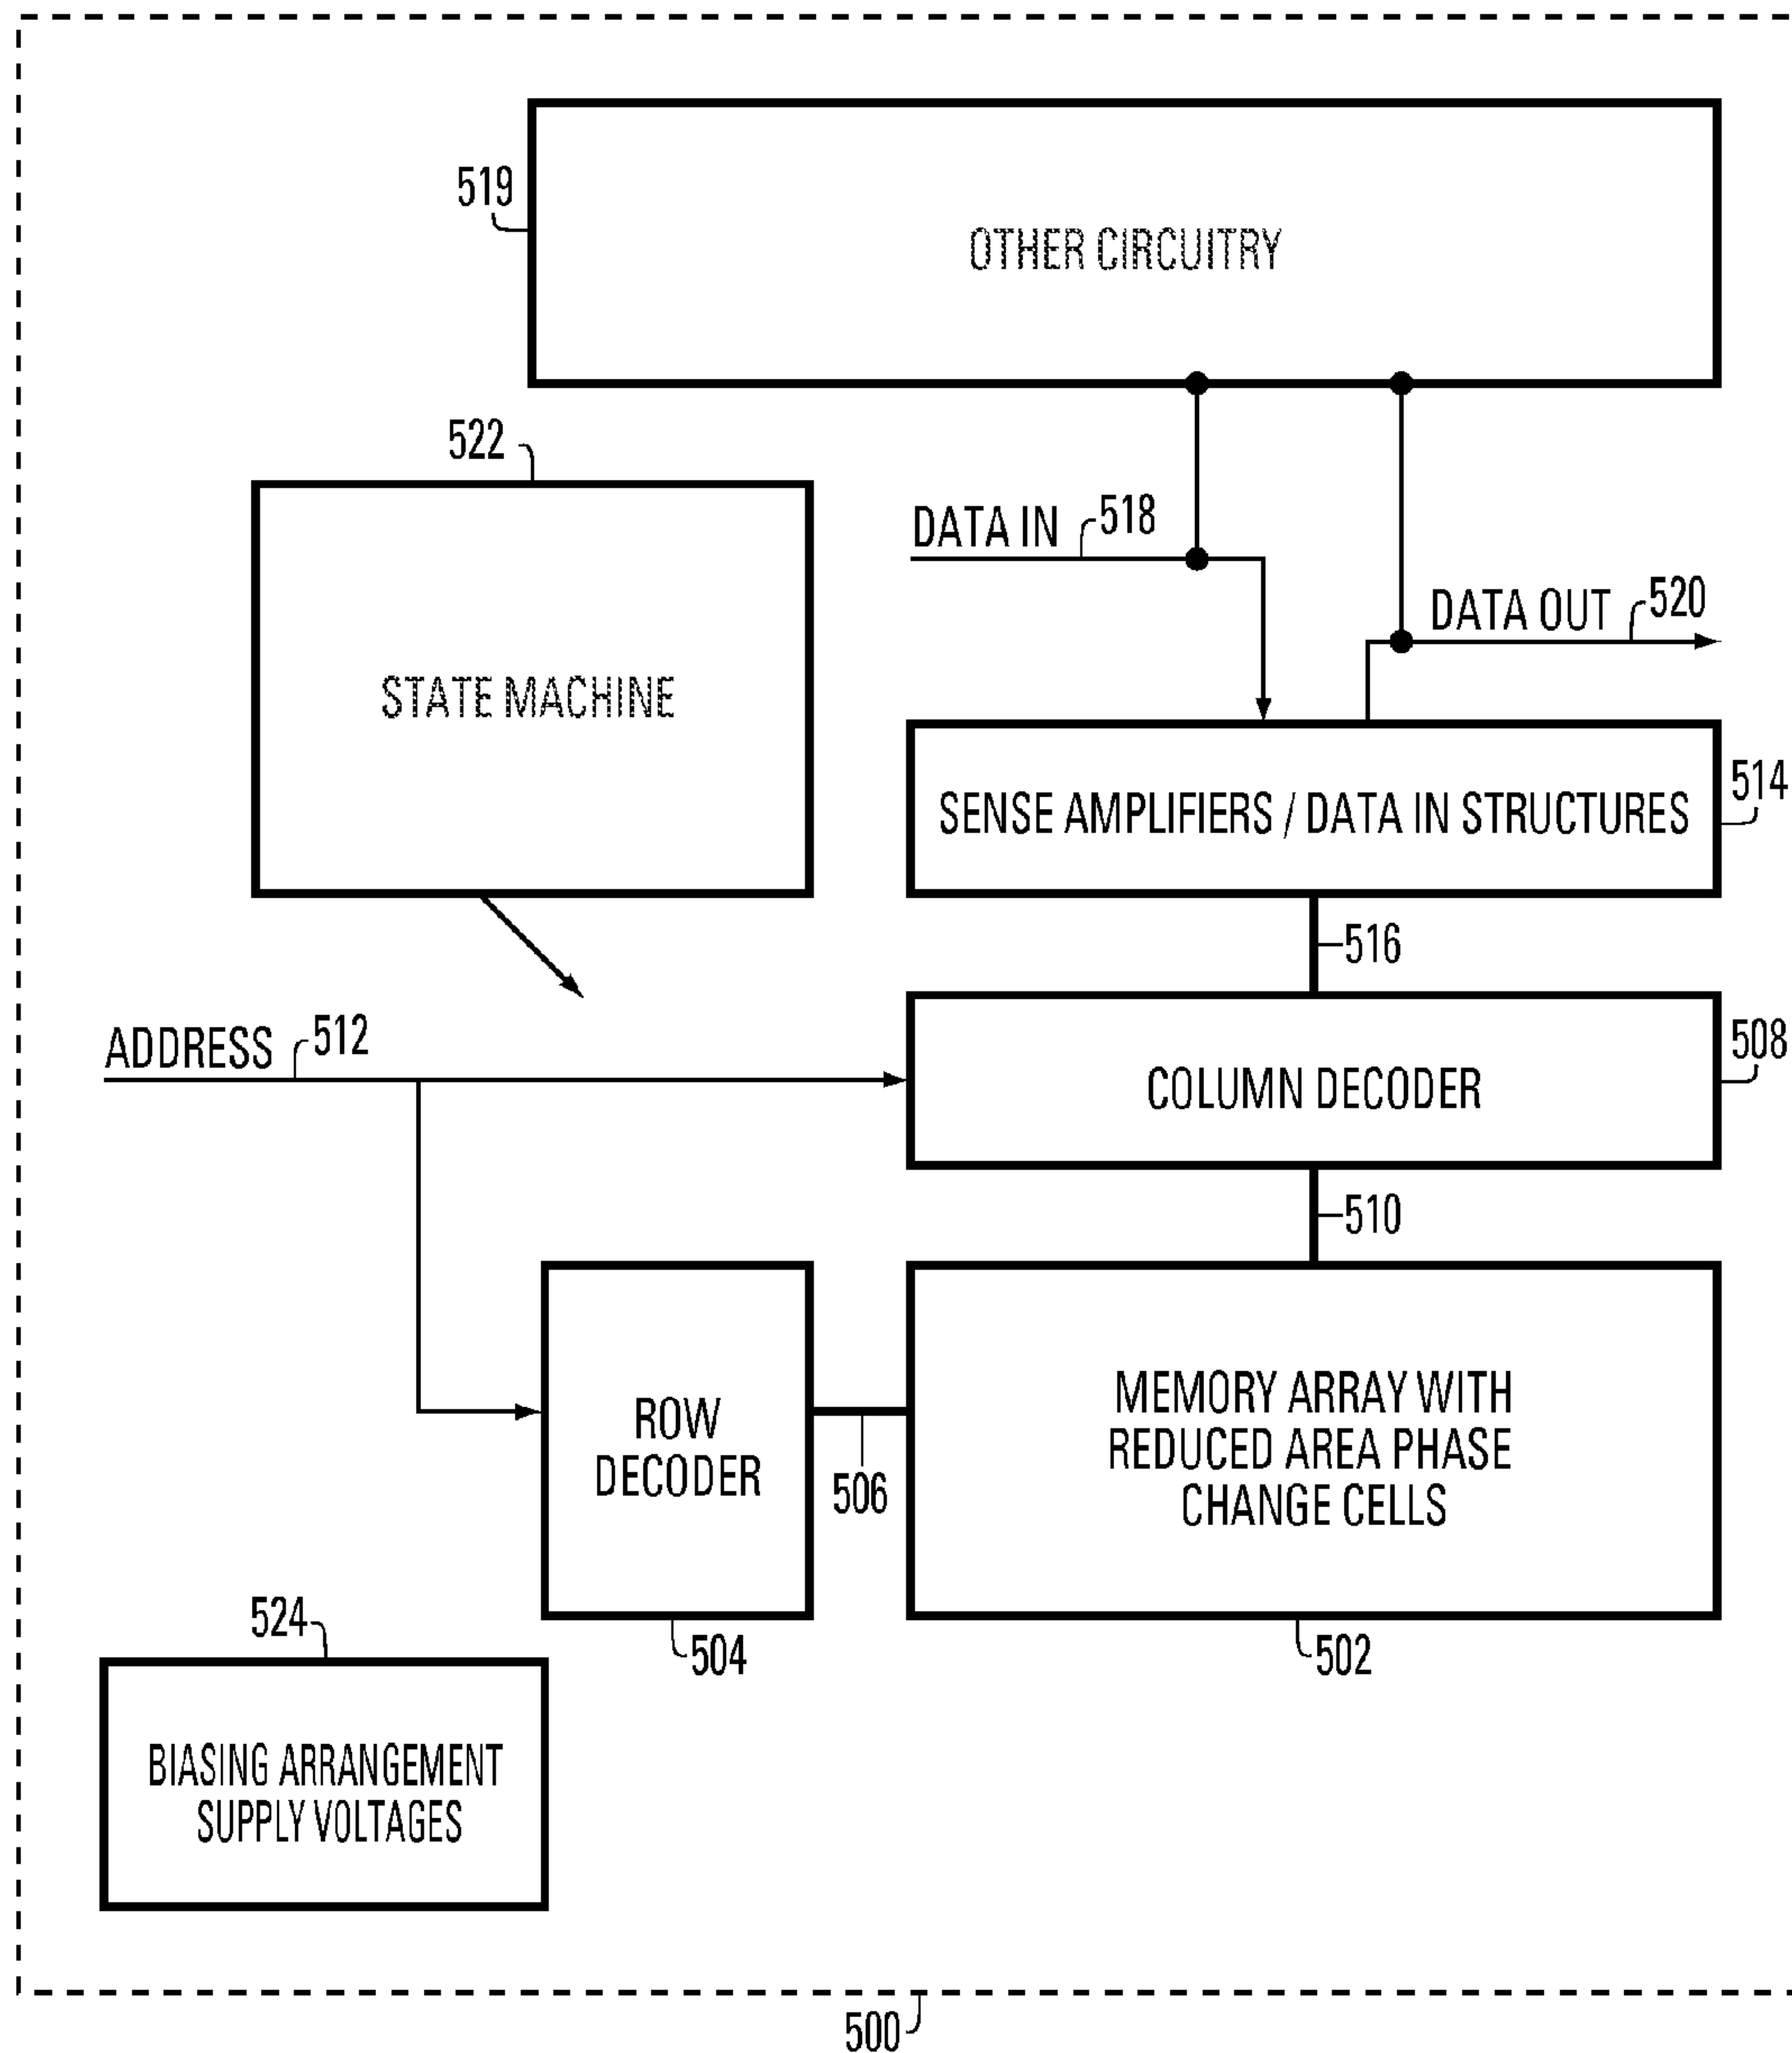 519
OTHER CIRCUITRY
522
STATE MACHINE
DATA IN
518
DATA OUT
520
SENSE AMPLIFIERS / DATA IN STRUCTURES
514
516
ADDRESS
512
COLUMN DECODER
508
510
ROW
DECODER
504
506
MEMORY ARRAY WITH
REDUCED AREA PHASE
CHANGE CELLS
502
524
BIASING ARRANGEMENT
SUPPLY VOLTAGES
500